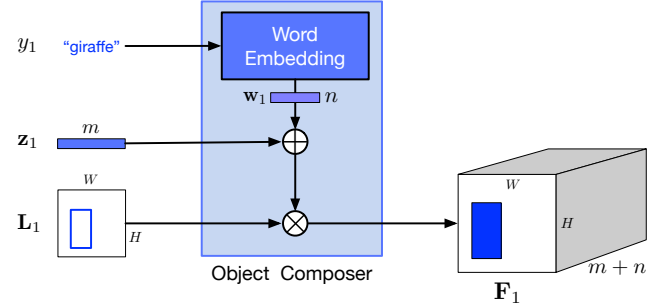 y₁ “giraffe”
Word
Embedding
w₁ n
z₁ m
W
L₁
H
Object Composer
W
H
m + n
F₁